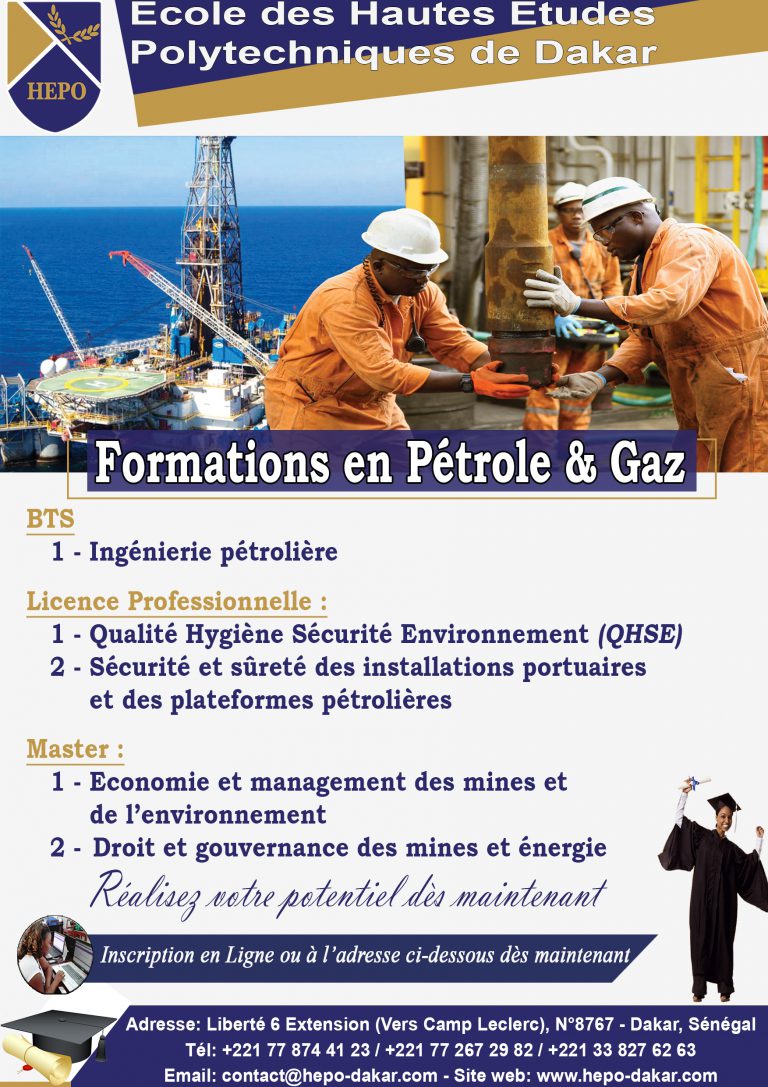 Ecole des Hautes Etudes
Polytechniques de Dakar
HEPO
Formations en Pétrole & Gaz
BTS
1 - Ingénierie pétrolière
Licence Professionnelle :
1 - Qualité Hygiène Sécurité Environnement (QHSE)
2 - Sécurité et sûreté des installations portuaires
et des plateformes pétrolières
Master :
1 - Economie et management des mines et
de l’environnement
2 - Droit et gouvernance des mines et énergie
Réalisez votre potentiel dès maintenant
Inscription en Ligne ou à l’adresse ci-dessous dès maintenant
Adresse: Liberté 6 Extension (Vers Camp Leclerc), N°8767 - Dakar, Sénégal
Tél: +221 77 874 41 23 / +221 77 267 29 82 / +221 33 827 62 63
Email: contact@hepo-dakar.com - Site web: www.hepo-dakar.com